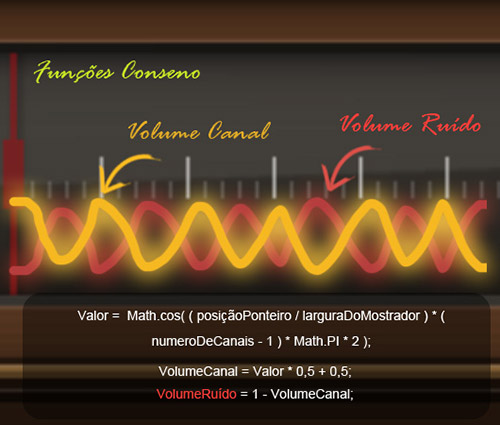 Funções Conseno
Volume Canal
Volume Ruído
Valor = Math.cos( ( posiçãoPonteiro / larguraDoMostrador ) * (
numeroDeCanais - 1 ) * Math.PI * 2 );
VolumeCanal = Valor * 0,5 + 0,5;
VolumeRuído = 1 - VolumeCanal;